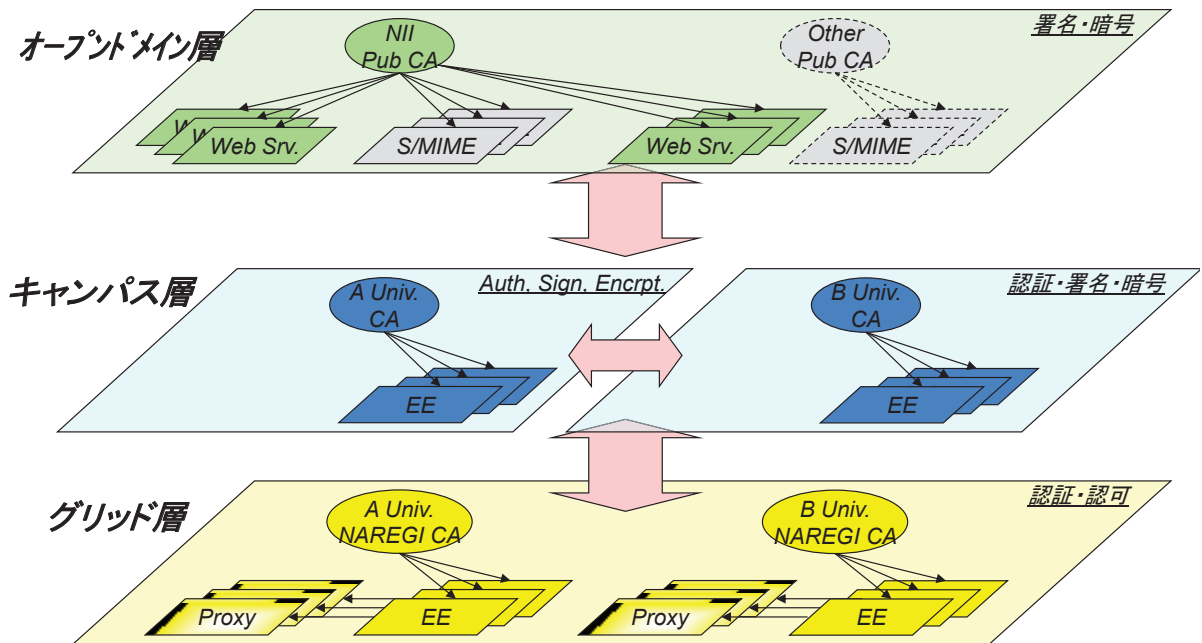 オープンドメイン層
署名・暗号
NII
Pub CA
Other
Pub CA
W
W
Web Srv.
S/MIME
Web Srv.
S/MIME
キャンパス層
Auth, Sign, Encrpt.
認証・署名・暗号
A Univ.
CA
B Univ.
CA
EE
EE
グリッド層
認証・認可
A Univ.
NAREGI CA
B Univ.
NAREGI CA
Proxy
EE
Proxy
EE